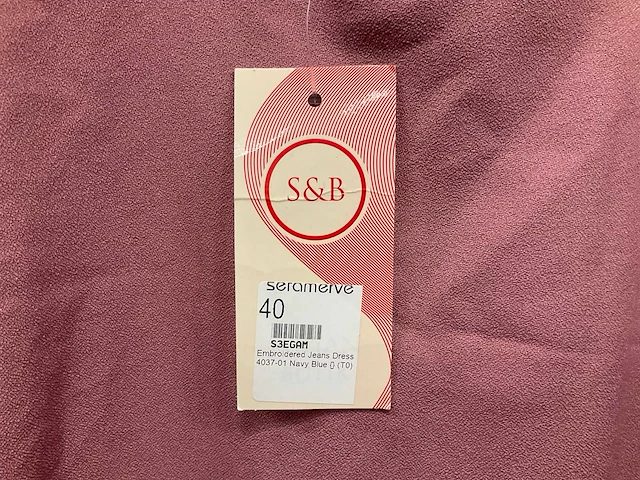 S&B
seramerve
40
S3EGAM
Embroidered Jeans Dress
4037-01 Navy Blue {} (T0)